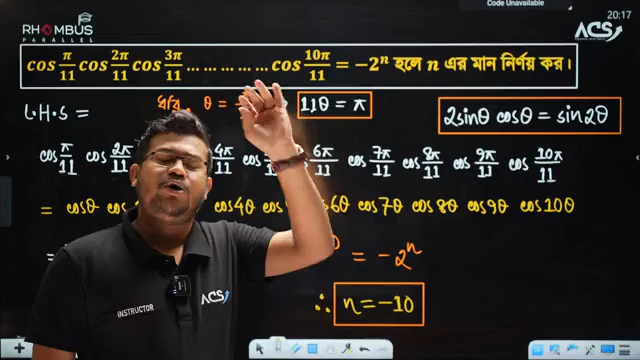 Code Unavailable
20:17
RHOMBUS
PARALLEL
ACS
cos π/11 cos 2π/11 cos 3π/11 ... ... ... ... ... cos 10π/11 = −2ⁿ হলে n এর মান নির্ণয় কর।
L.H.S =
ধরি, θ =
11θ = π
2sinθ cosθ = sin2θ
cos π/11 cos 2π/11 4π/11 6π/11 cos 7π/11 cos 8π/11 cos 9π/11 cos 10π/11
= cosθ cos4θ cos7θ cos8θ cos9θ cos10θ
= = −2ⁿ
∴ n = −10
INSTRUCTOR
ACS